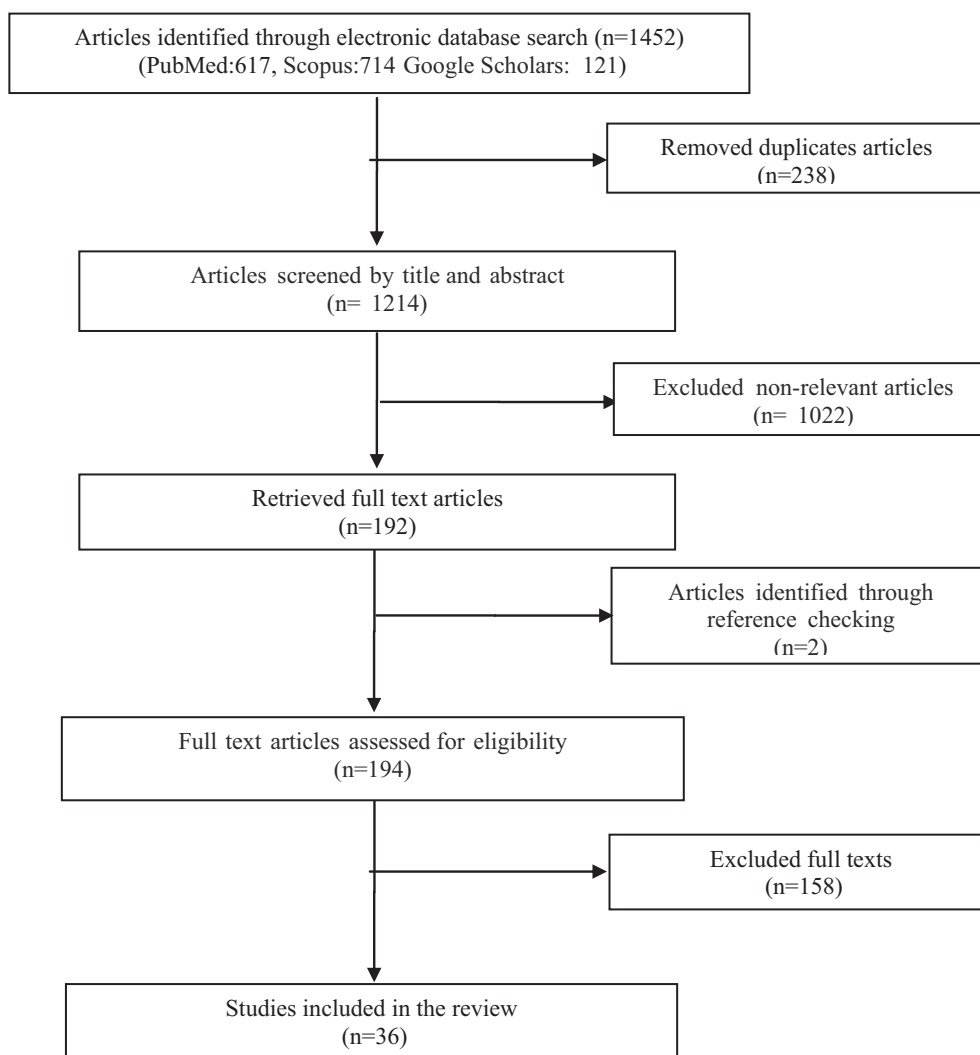 Articles identified through electronic database search (n=1452)
(PubMed:617, Scopus:714 Google Scholars: 121)
Removed duplicates articles
(n=238)
Articles screened by title and abstract
(n= 1214)
Excluded non-relevant articles
(n= 1022)
Retrieved full text articles
(n=192)
Articles identified through
reference checking
(n=2)
Full text articles assessed for eligibility
(n=194)
Excluded full texts
(n=158)
Studies included in the review
(n=36)